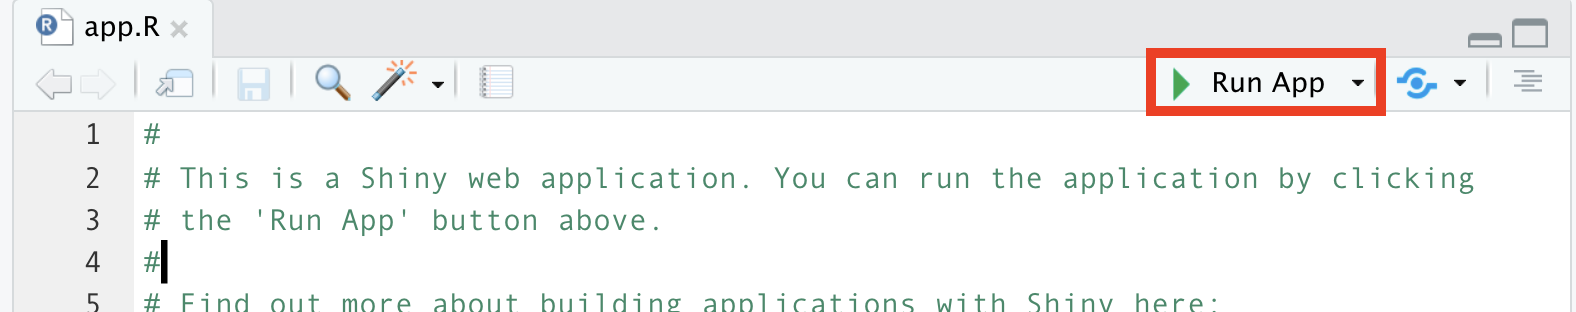 R app.R
Run App
1 #
2 # This is a Shiny web application. You can run the application by clicking
3 # the 'Run App' button above.
4 #
5 # Find out more about building applications with Shiny here: